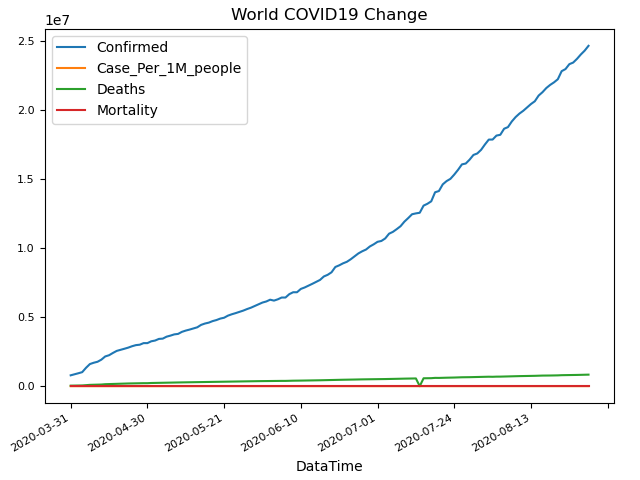 World COVID19 Change
1e7
Confirmed
Case_Per_1M_people
Deaths
Mortality
2.5
2.0
1.5
1.0
0.5
0.0
2020-03-31
2020-04-30
2020-05-21
2020-06-10
2020-07-01
2020-07-24
2020-08-13
DataTime